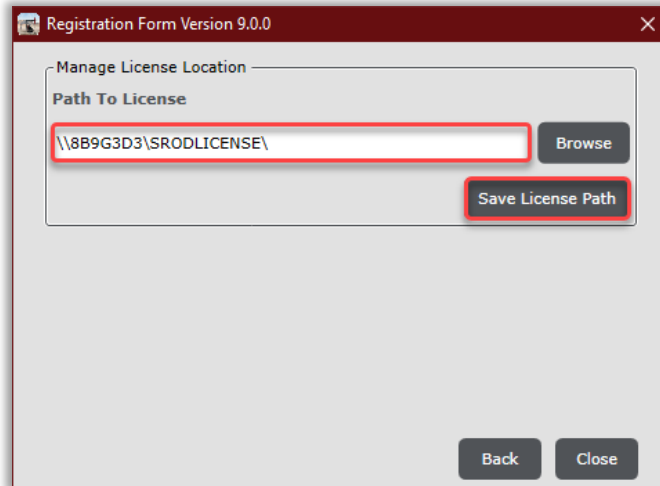 Registration Form Version 9.0.0
Manage License Location
Path To License
\\8B9G3D3\SRODLICENSE\
Browse
Save License Path
Back
Close